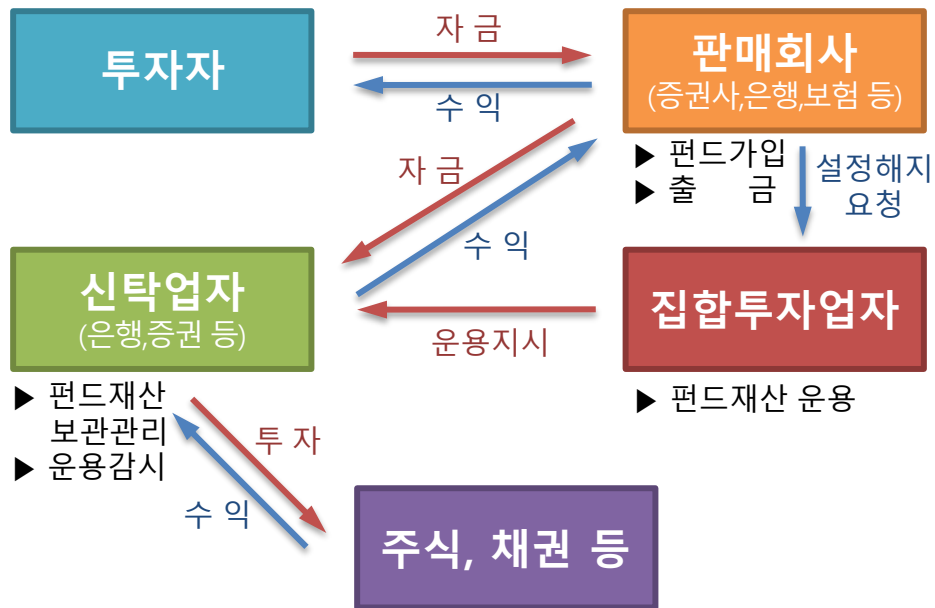 투자자
자 금
수 익
판매회사
(증권사,은행,보험 등)
▶ 펀드가입
▶ 출 금
설정해지
요청
자 금
수 익
신탁업자
(은행,증권 등)
운용지시
집합투자업자
▶ 펀드재산
보관관리
▶ 운용감시
▶ 펀드재산 운용
투 자
수 익
주식, 채권 등